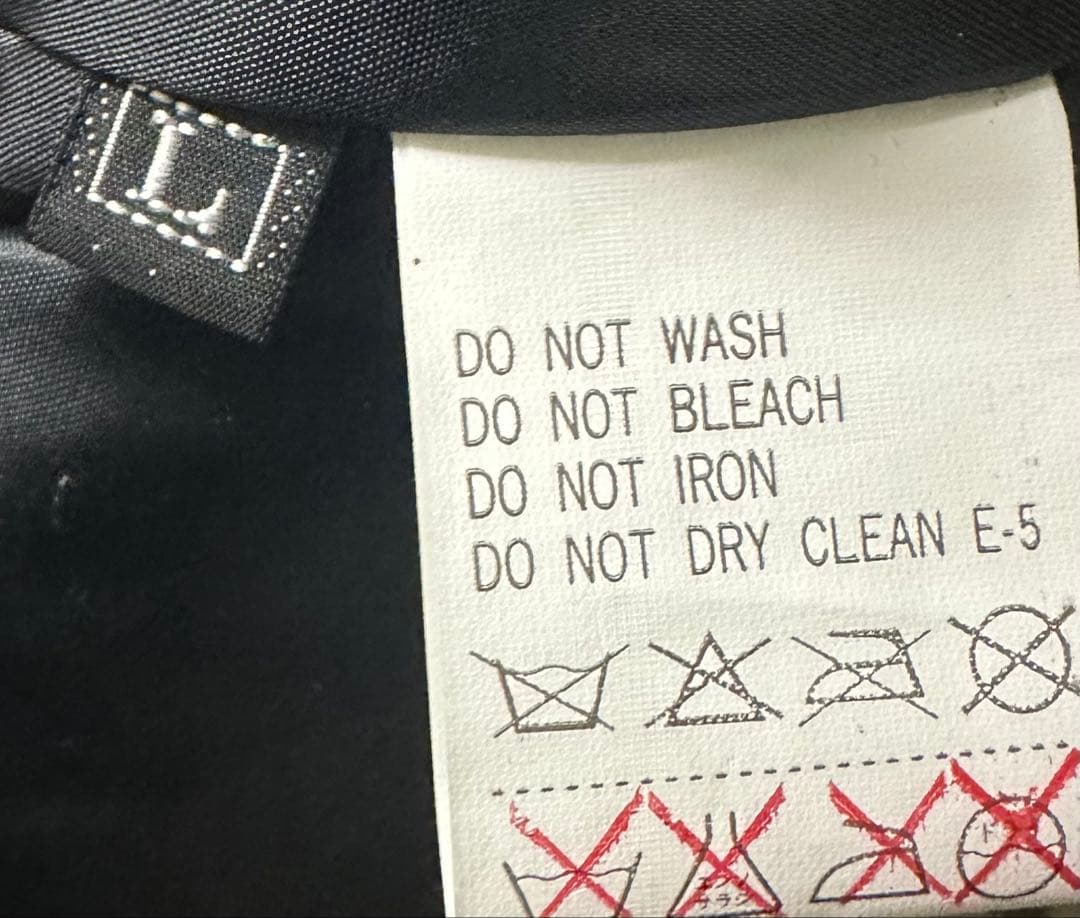 L
DO NOT WASH
DO NOT BLEACH
DO NOT IRON
DO NOT DRY CLEAN E-5